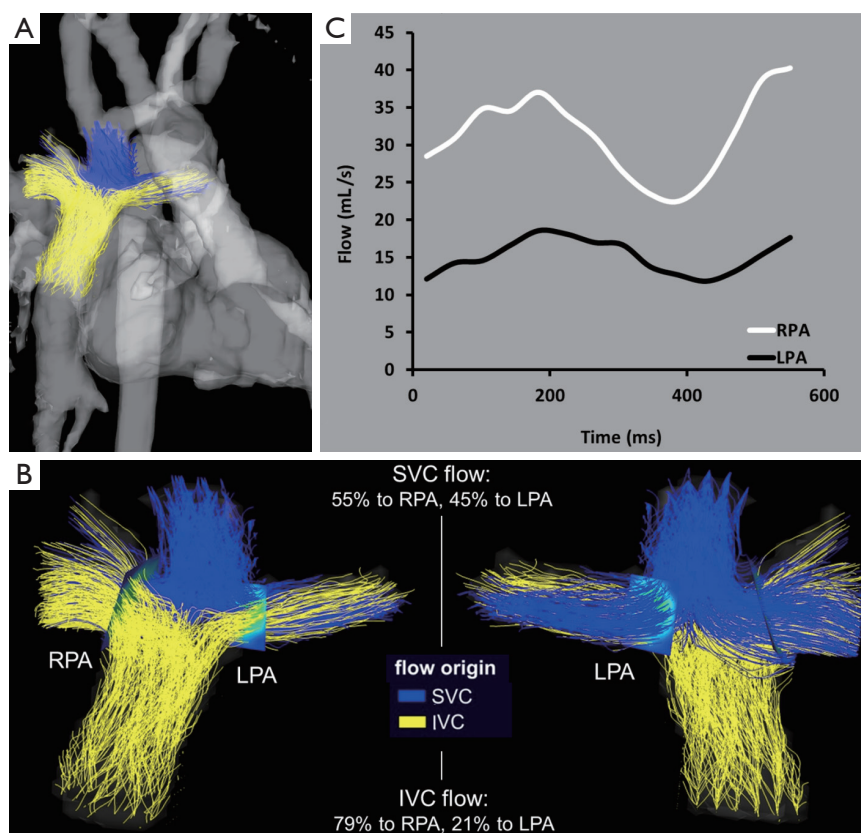 A
C
45
40
35
30
25
20
15
10
5
0
Flow (mL/s)
RPA
LPA
0
200
400
600
Time (ms)
B
SVC flow:
55% to RPA, 45% to LPA
RPA
LPA
LPA
flow origin
SVC
IVC
IVC flow:
79% to RPA, 21% to LPA